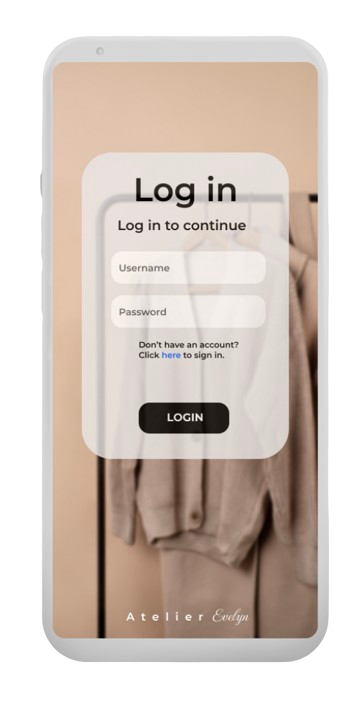 Log in
Log in to continue
Username
Password
Don't have an account?
Click here to sign in.
LOGIN
Atelier Evelyn